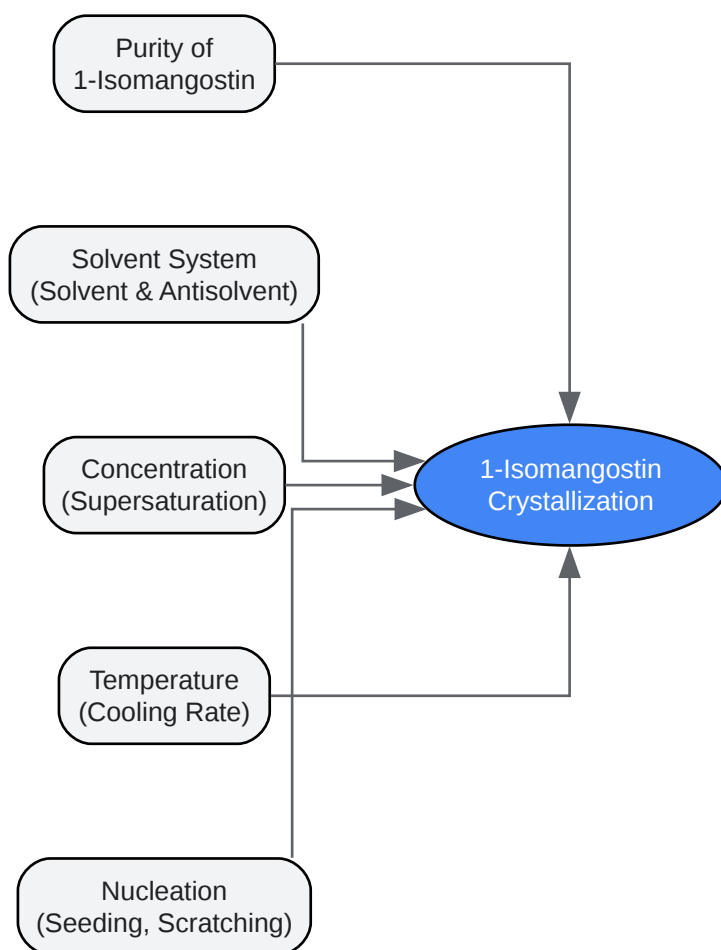 Purity of
1-Isomangostin
Solvent System
(Solvent & Antisolvent)
Concentration
(Supersaturation)
1-Isomangostin
Crystallization
Temperature
(Cooling Rate)
Nucleation
(Seeding, Scratching)